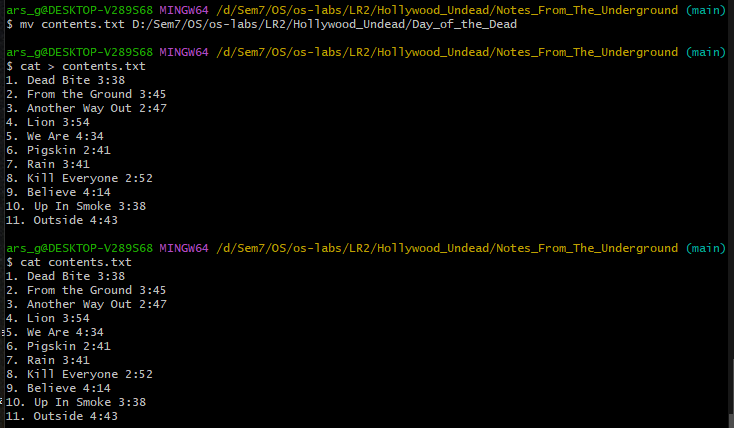 ars_g@DESKTOP-V289S68 MINGW64 /d/Sem7/OS/os-labs/LR2/Hollywood_Undead/Notes_From_The_Underground (main)
$ mv contents.txt D:/Sem7/OS/os-labs/LR2/Hollywood_Undead/Day_of_the_Dead
ars_g@DESKTOP-V289S68 MINGW64 /d/Sem7/OS/os-labs/LR2/Hollywood_Undead/Notes_From_The_Underground (main)
$ cat > contents.txt
1. Dead Bite 3:38
2. From the Ground 3:45
3. Another Way Out 2:47
4. Lion 3:54
5. We Are 4:34
6. Pigskin 2:41
7. Rain 3:41
8. Kill Everyone 2:52
9. Believe 4:14
10. Up In Smoke 3:38
11. Outside 4:43
ars_g@DESKTOP-V289S68 MINGW64 /d/Sem7/OS/os-labs/LR2/Hollywood_Undead/Notes_From_The_Underground (main)
$ cat contents.txt
1. Dead Bite 3:38
2. From the Ground 3:45
3. Another Way Out 2:47
4. Lion 3:54
5. We Are 4:34
6. Pigskin 2:41
7. Rain 3:41
8. Kill Everyone 2:52
9. Believe 4:14
10. Up In Smoke 3:38
11. Outside 4:43